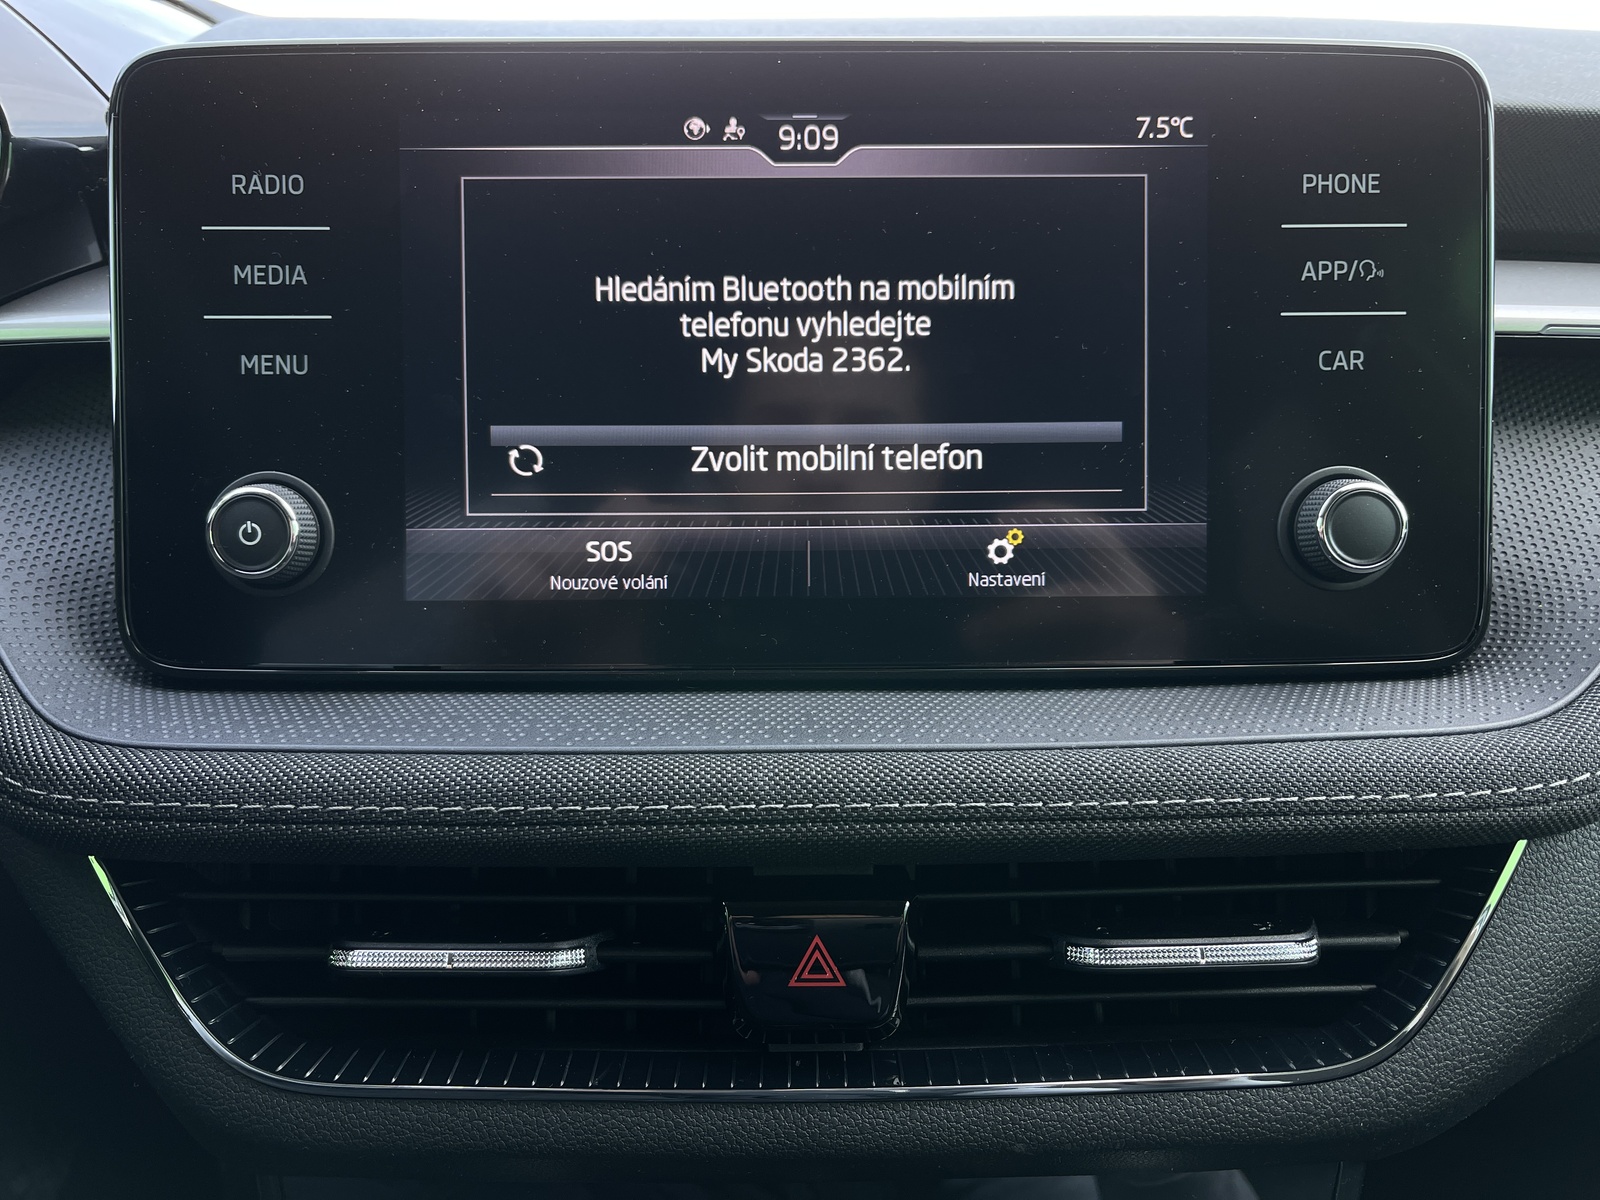 9:09
7.5°C
RADIO
MEDIA
MENU
Hledáním Bluetooth na mobilním
telefonu vyhledejte
My Skoda 2362.
Zvolit mobilní telefon
SOS
Nouzové volání
Nastavení
PHONE
APP/
CAR